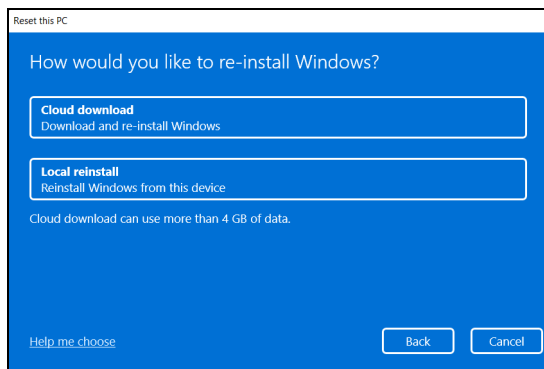 Reset this PC
How would you like to re-install Windows?
Cloud download
Download and re-install Windows
Local reinstall
Reinstall Windows from this device
Cloud download can use more than 4 GB of data.
Help me choose
Back
Cancel